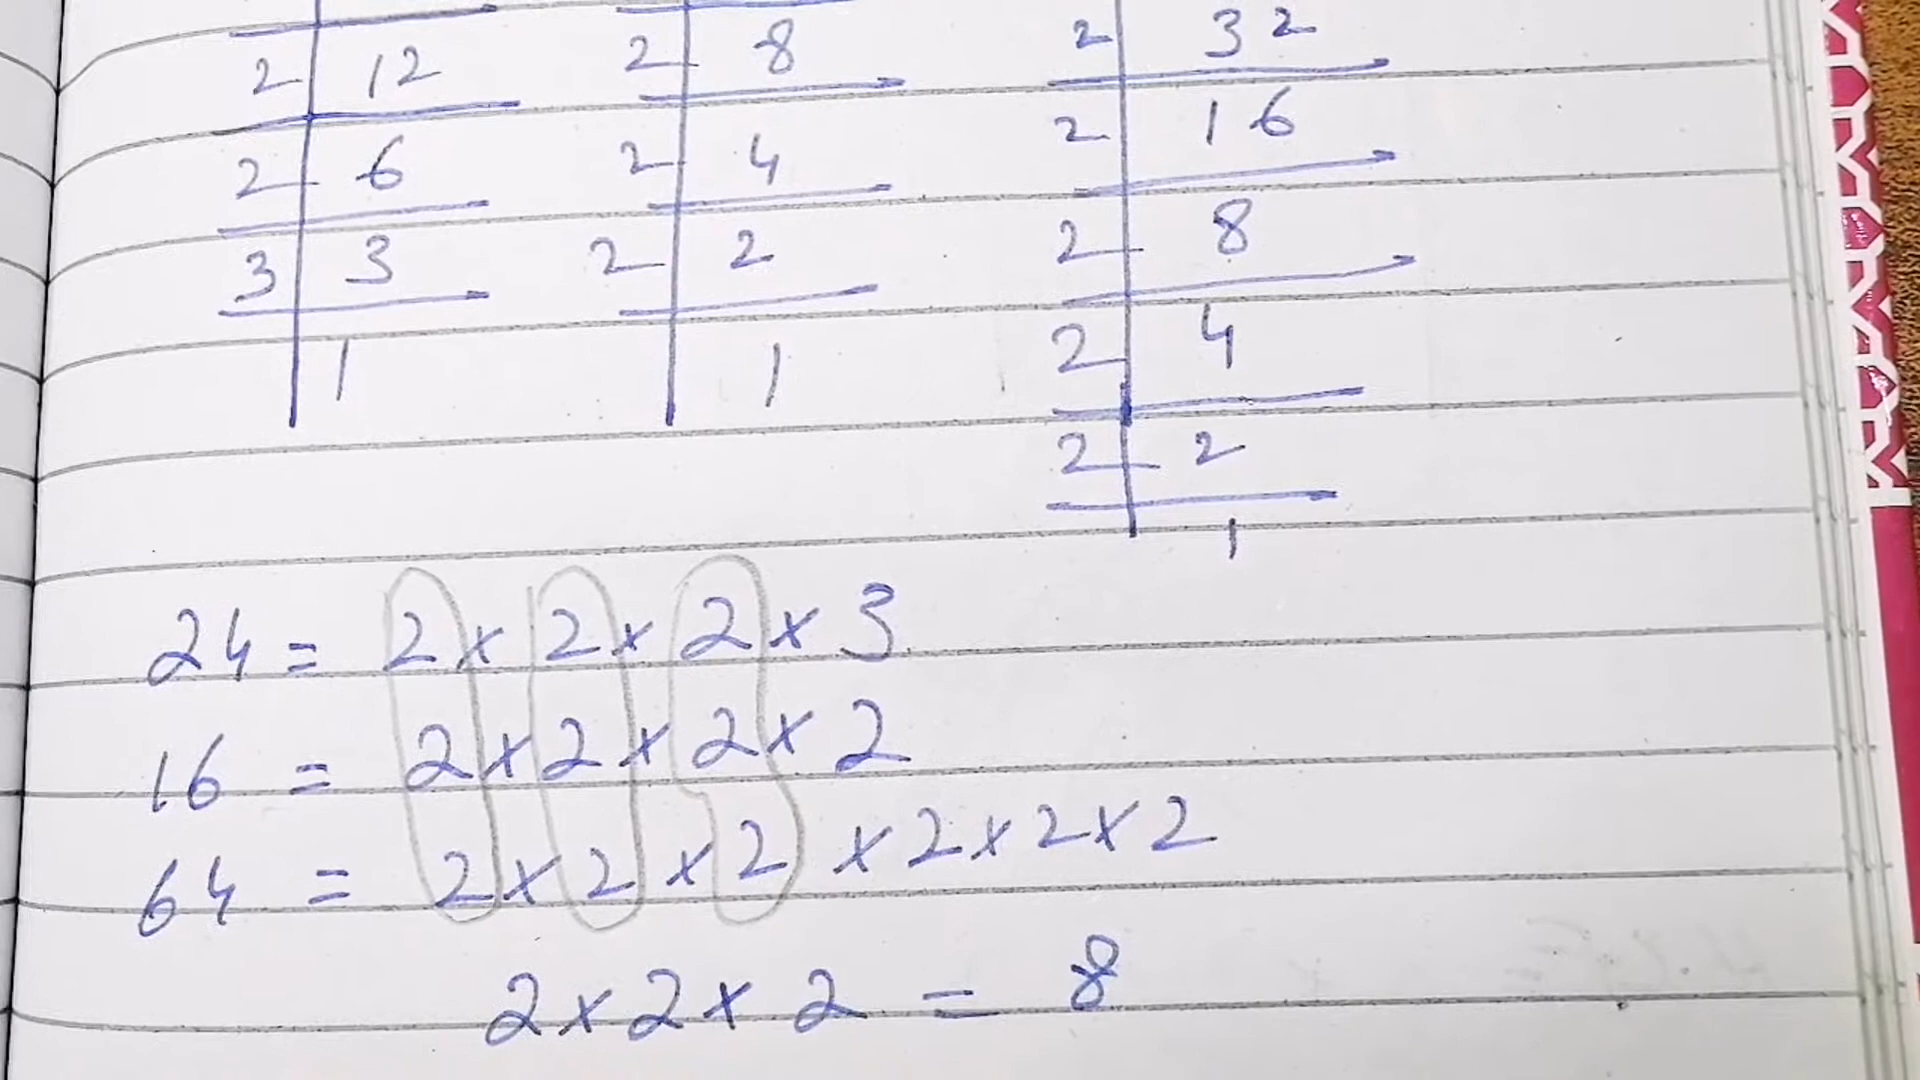 2 12 2 8 2 32
2 6 2 4 2 16
3 3 2 2 2 8
1 1 2 4
2 2
1
24 = 2 x 2 x 2 x 3
16 = 2 x 2 x 2 x 2
64 = 2 x 2 x 2 x 2 x 2 x 2
2 x 2 x 2 = 8